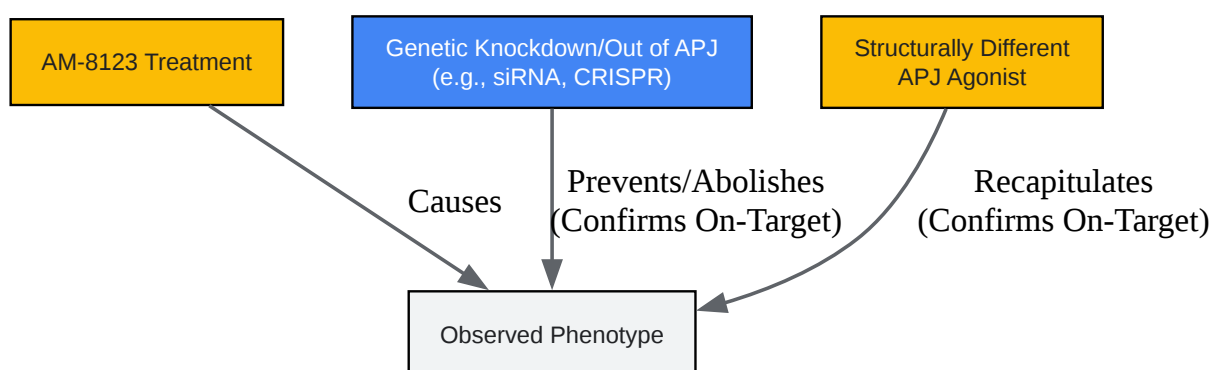 AM-8123 Treatment
Genetic Knockdown/Out of APJ
(e.g., siRNA, CRISPR)
Structurally Different
APJ Agonist
Causes
Prevents/Abolishes
(Confirms On-Target)
Recapitulates
(Confirms On-Target)
Observed Phenotype